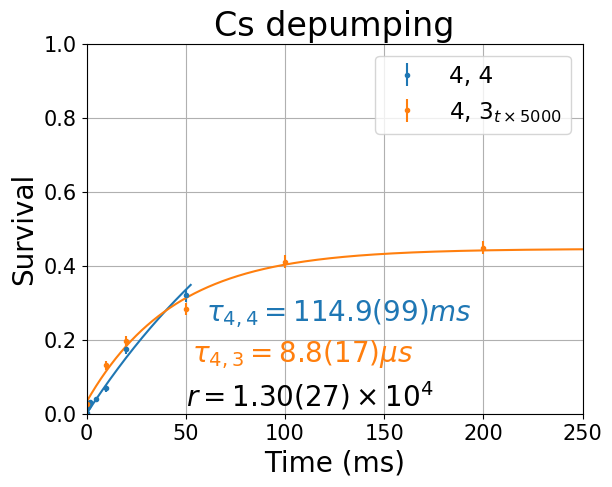 Cs depumping
4, 4
4, 3 t × 5000
Survival
1.0
0.8
0.6
0.4
0.2
0.0
τ4,4 = 114.9(99)ms
τ4,3 = 8.8(17)μs
r = 1.30(27) × 10^4
0 50 100 150 200 250
Time (ms)